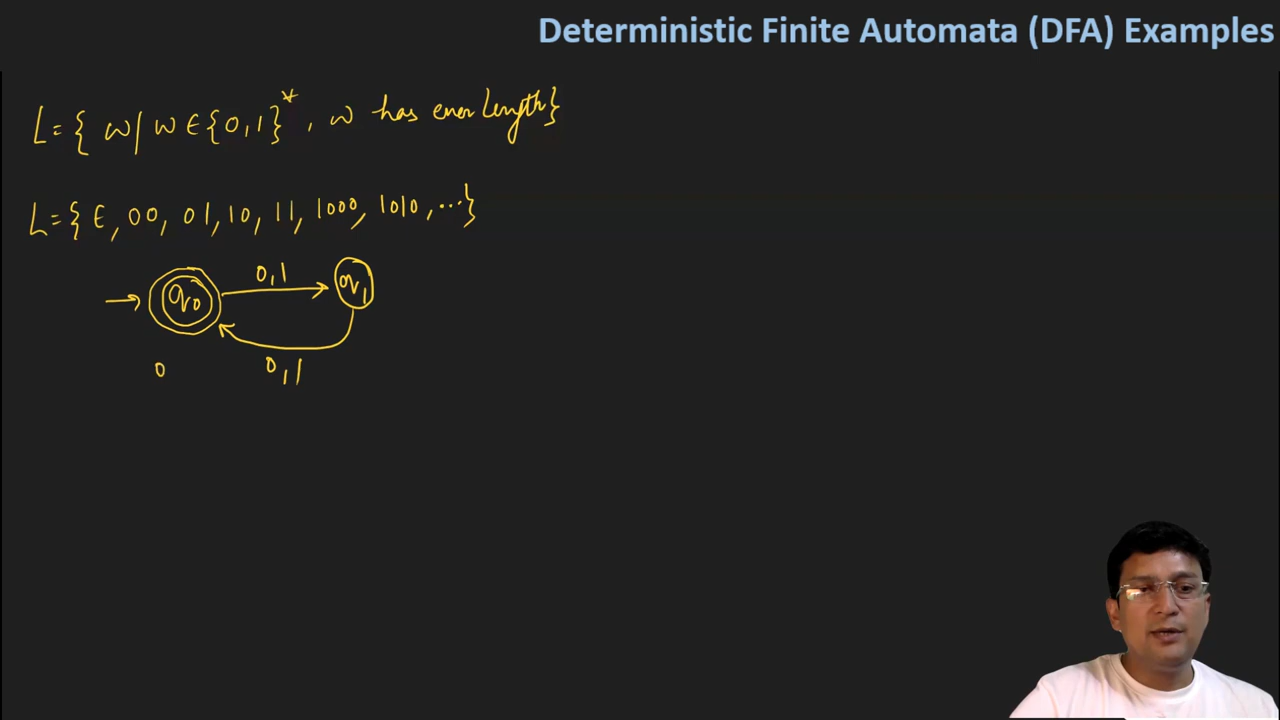 Deterministic Finite Automata (DFA) Examples
L = { w | w ∈ {0,1}*, w has even length}
L = { ε, 00, 01, 10, 11, 1000, 1010, ...}
0,1
q0 q1
0 0,1